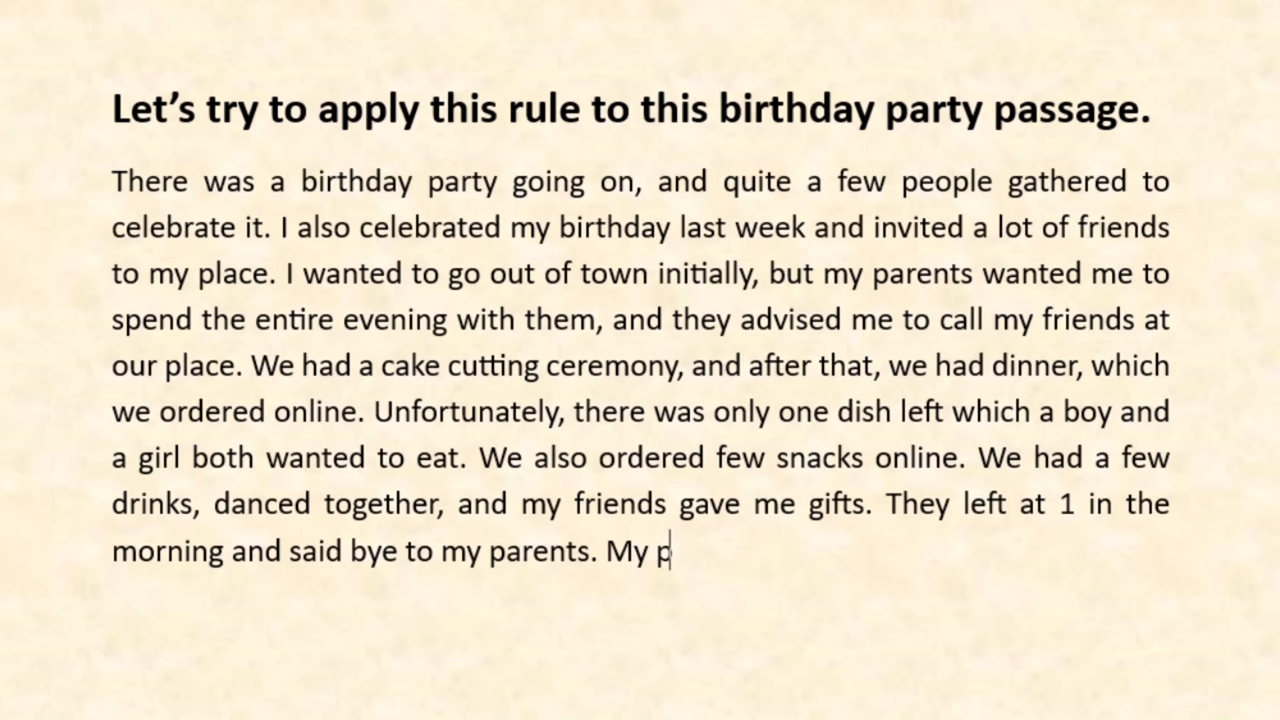 Let’s try to apply this rule to this birthday party passage.
There was a birthday party going on, and quite a few people gathered to
celebrate it. I also celebrated my birthday last week and invited a lot of friends
to my place. I wanted to go out of town initially, but my parents wanted me to
spend the entire evening with them, and they advised me to call my friends at
our place. We had a cake cutting ceremony, and after that, we had dinner, which
we ordered online. Unfortunately, there was only one dish left which a boy and
a girl both wanted to eat. We also ordered few snacks online. We had a few
drinks, danced together, and my friends gave me gifts. They left at 1 in the
morning and said bye to my parents. My p